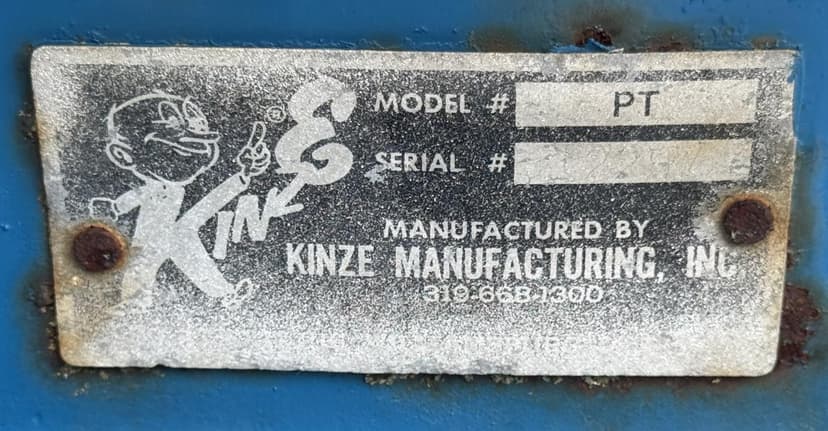 KINZE ®
MODEL # PT
SERIAL #
MANUFACTURED BY
KINZE MANUFACTURING, INC
319-668-1300